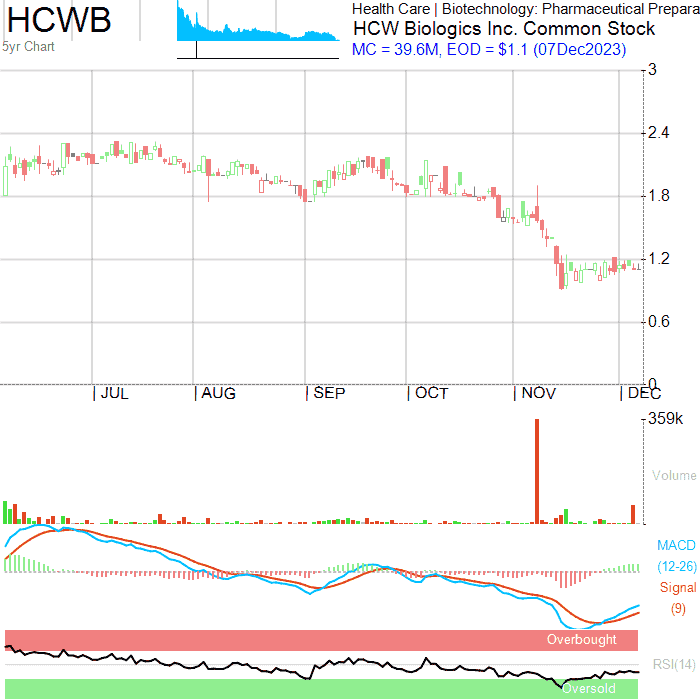 HCWB
5yr Chart
Health Care | Biotechnology: Pharmaceutical Prepara
HCW Biologics Inc. Common Stock
MC = 39.6M, EOD = $1.1 (07Dec2023)
3
2.4
1.8
1.2
0.6
0
JUL AUG SEP OCT NOV DEC
359k
Volume
MACD
(12-26)
Signal
(9)
Overbought
RSI(14)
Oversold